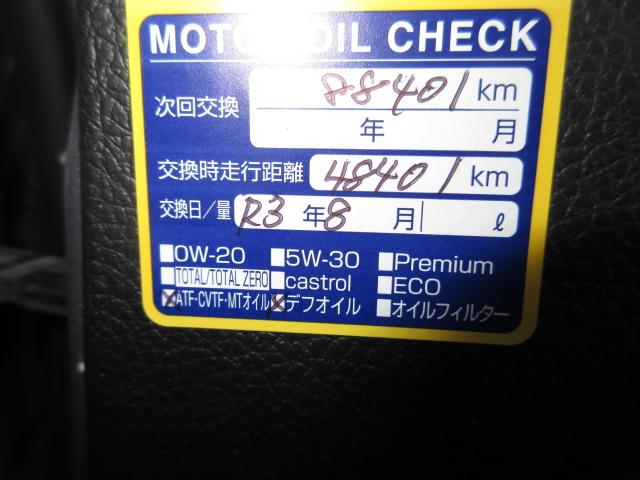 MOTOR OIL CHECK
次回交換 88401 km
年 月
交換時走行距離 48401 km
交換日/量 R3 年 8 月 ℓ
0W-20 5W-30 Premium
TOTAL/TOTAL ZERO castrol ECO
ATF・CVTF・MTオイル デフオイル オイルフィルター